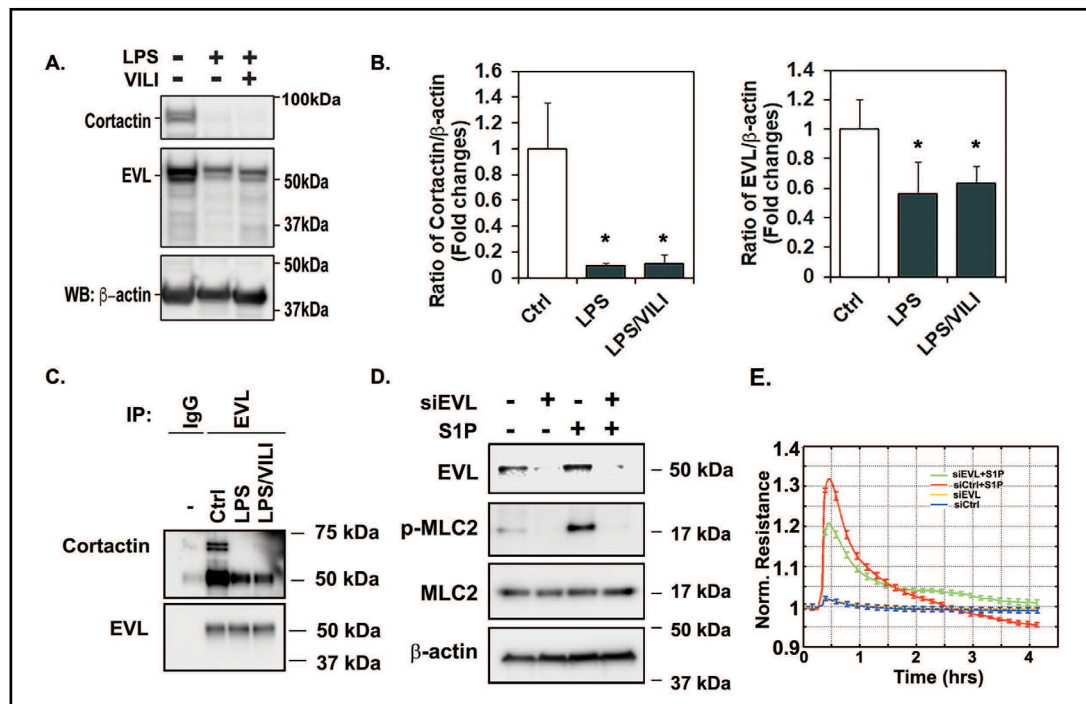 A.
LPS - + +
VILI - - +
100kDa
Cortactin
EVL
50kDa
37kDa
50kDa
WB: β-actin
37kDa
B.
Ratio of Cortactin/β-actin
(Fold changes)
1.6
1.4
1.2
1
0.8
0.6
0.4
0.2
0
* *
Ctrl
LPS
LPS/VILI
Ratio of EVL/β-actin
(Fold changes)
1.4
1.2
1
0.8
0.6
0.4
0.2
0
* *
Ctrl
LPS
LPS/VILI
C.
IP: IgG EVL
- Ctrl LPS LPS/VILI
75 kDa
Cortactin
50 kDa
EVL
50 kDa
37 kDa
D.
siEVL - + - +
S1P - - + +
EVL
50 kDa
p-MLC2
17 kDa
MLC2
17 kDa
50 kDa
β-actin
37 kDa
E.
Norm. Resistance
1.4
1.3
1.2
1.1
1
0.9
siEVL+S1P
siCtrl+S1P
siEVL
siCtrl
0 1 2 3 4
Time (hrs)